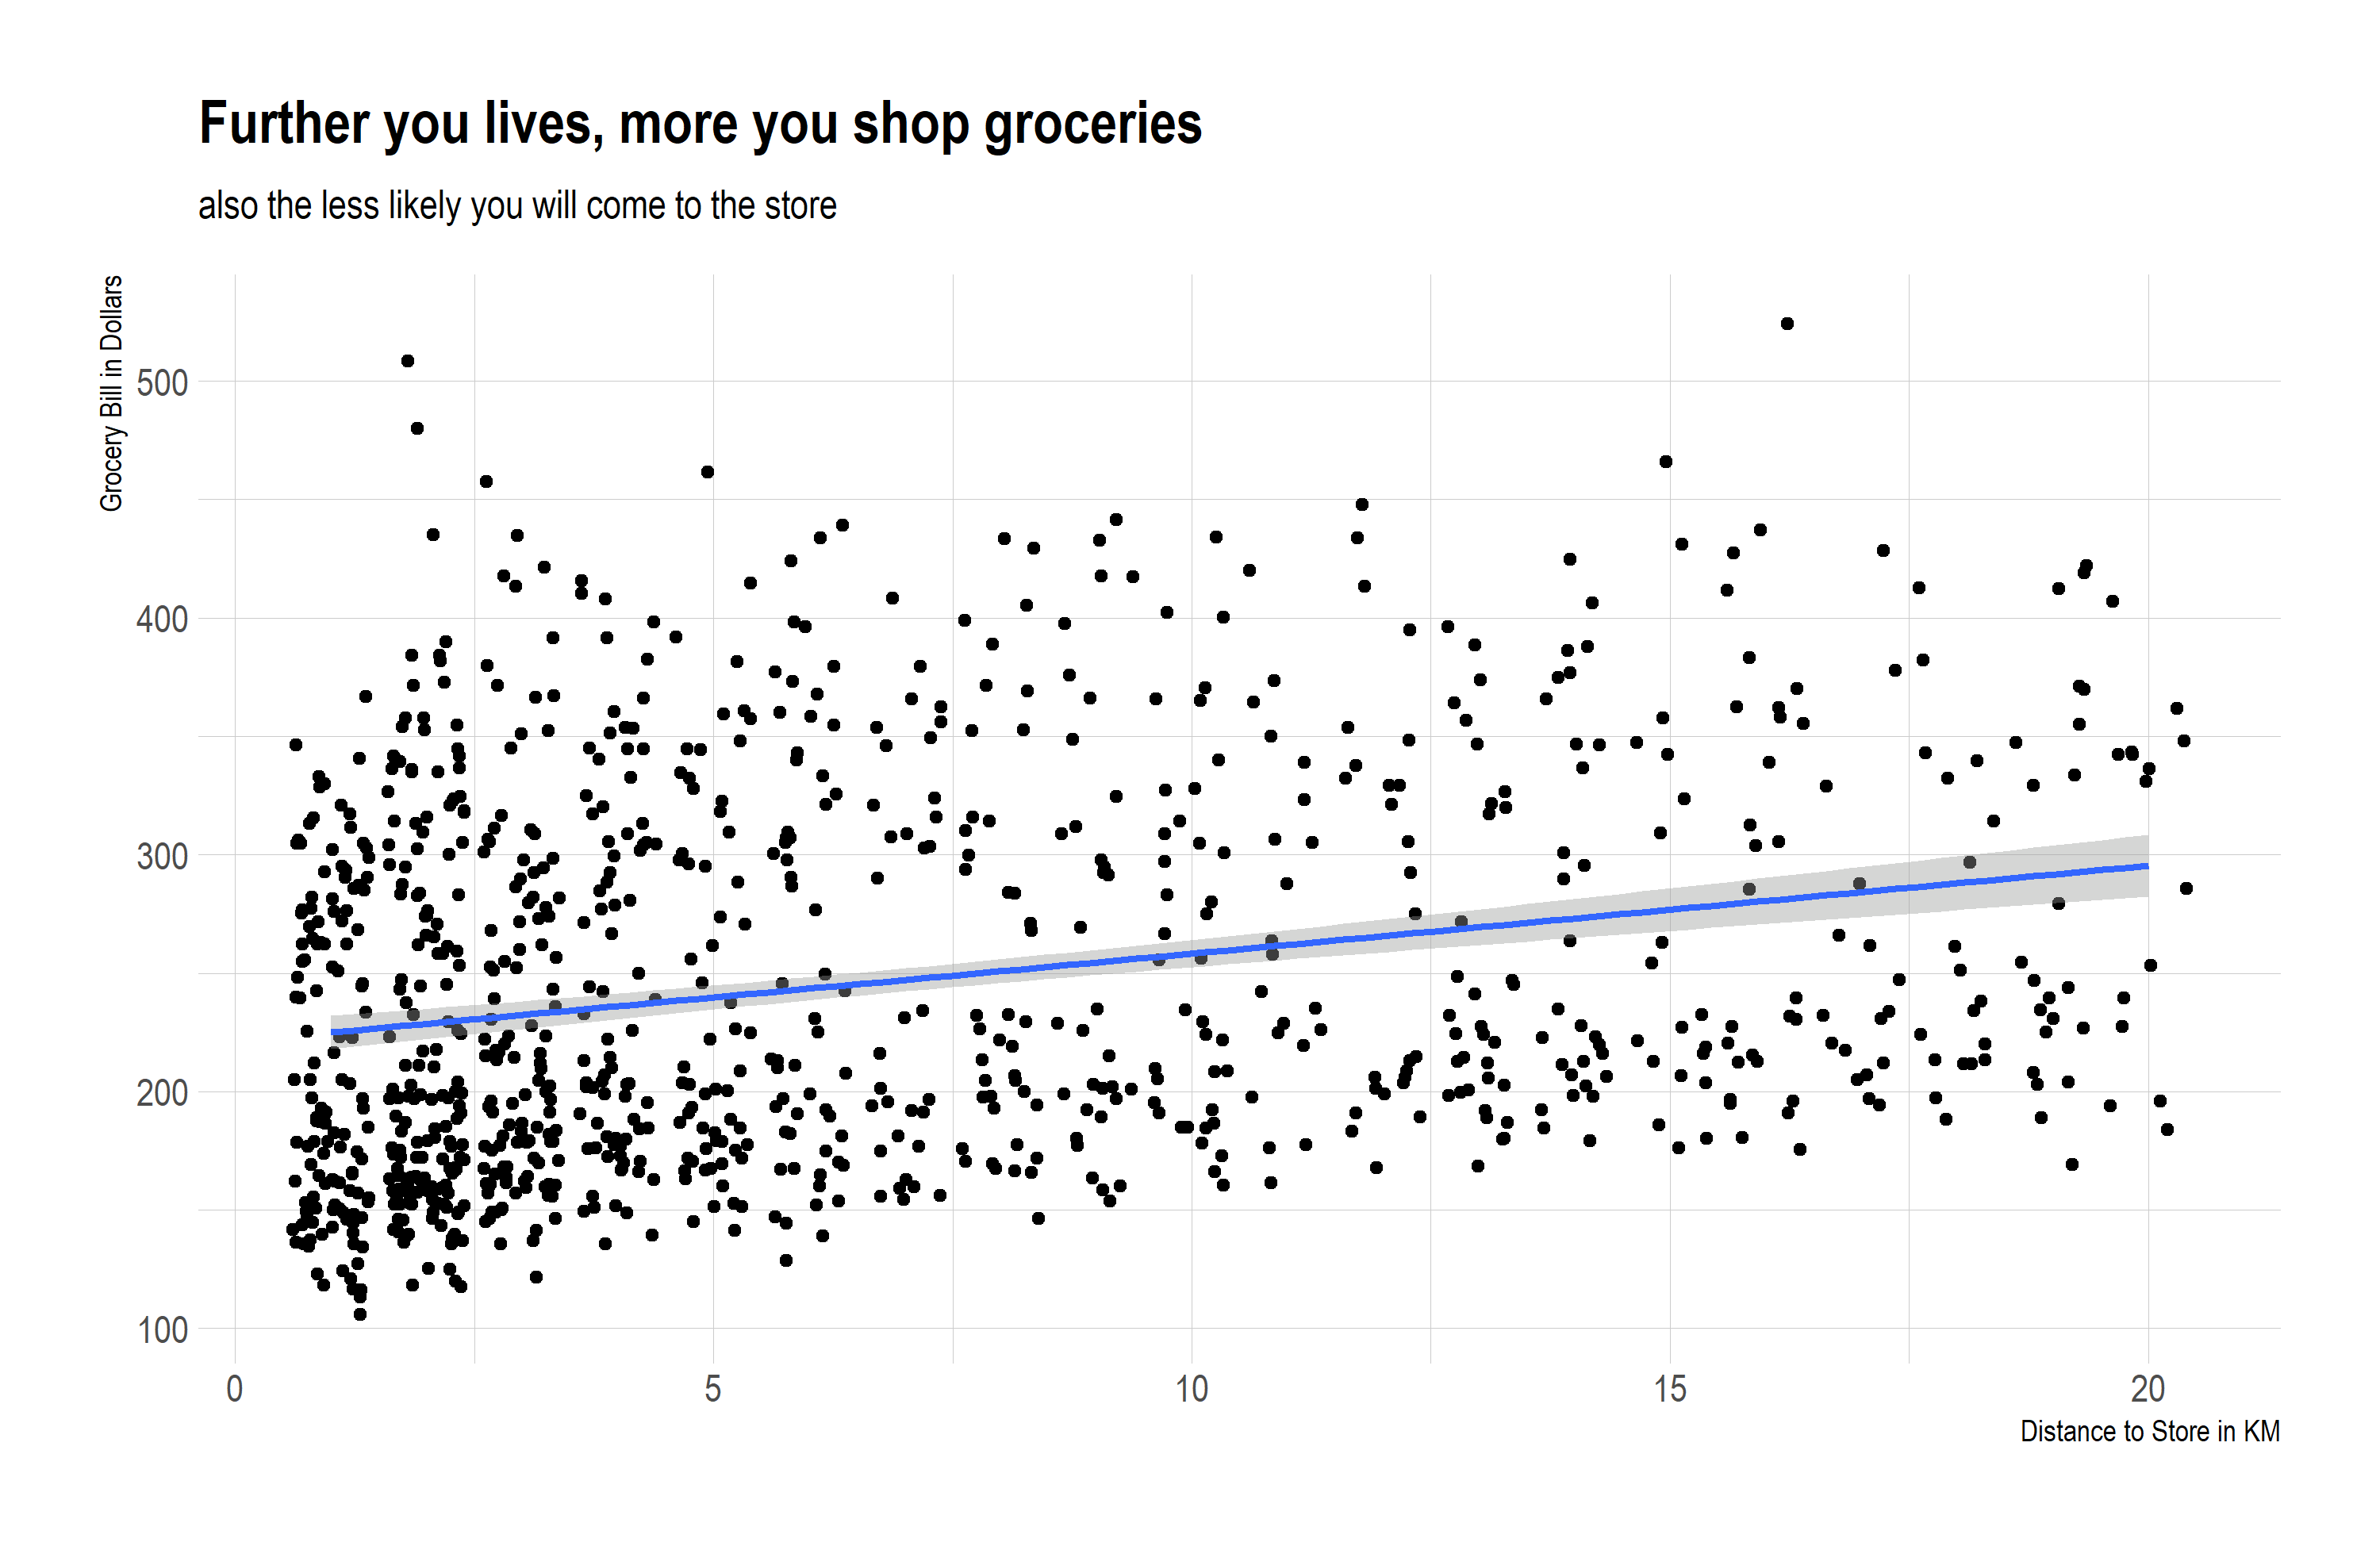 Further you lives, more you shop groceries
also the less likely you will come to the store
Grocery Bill in Dollars
500
400
300
200
100
0 5 10 15 20
Distance to Store in KM